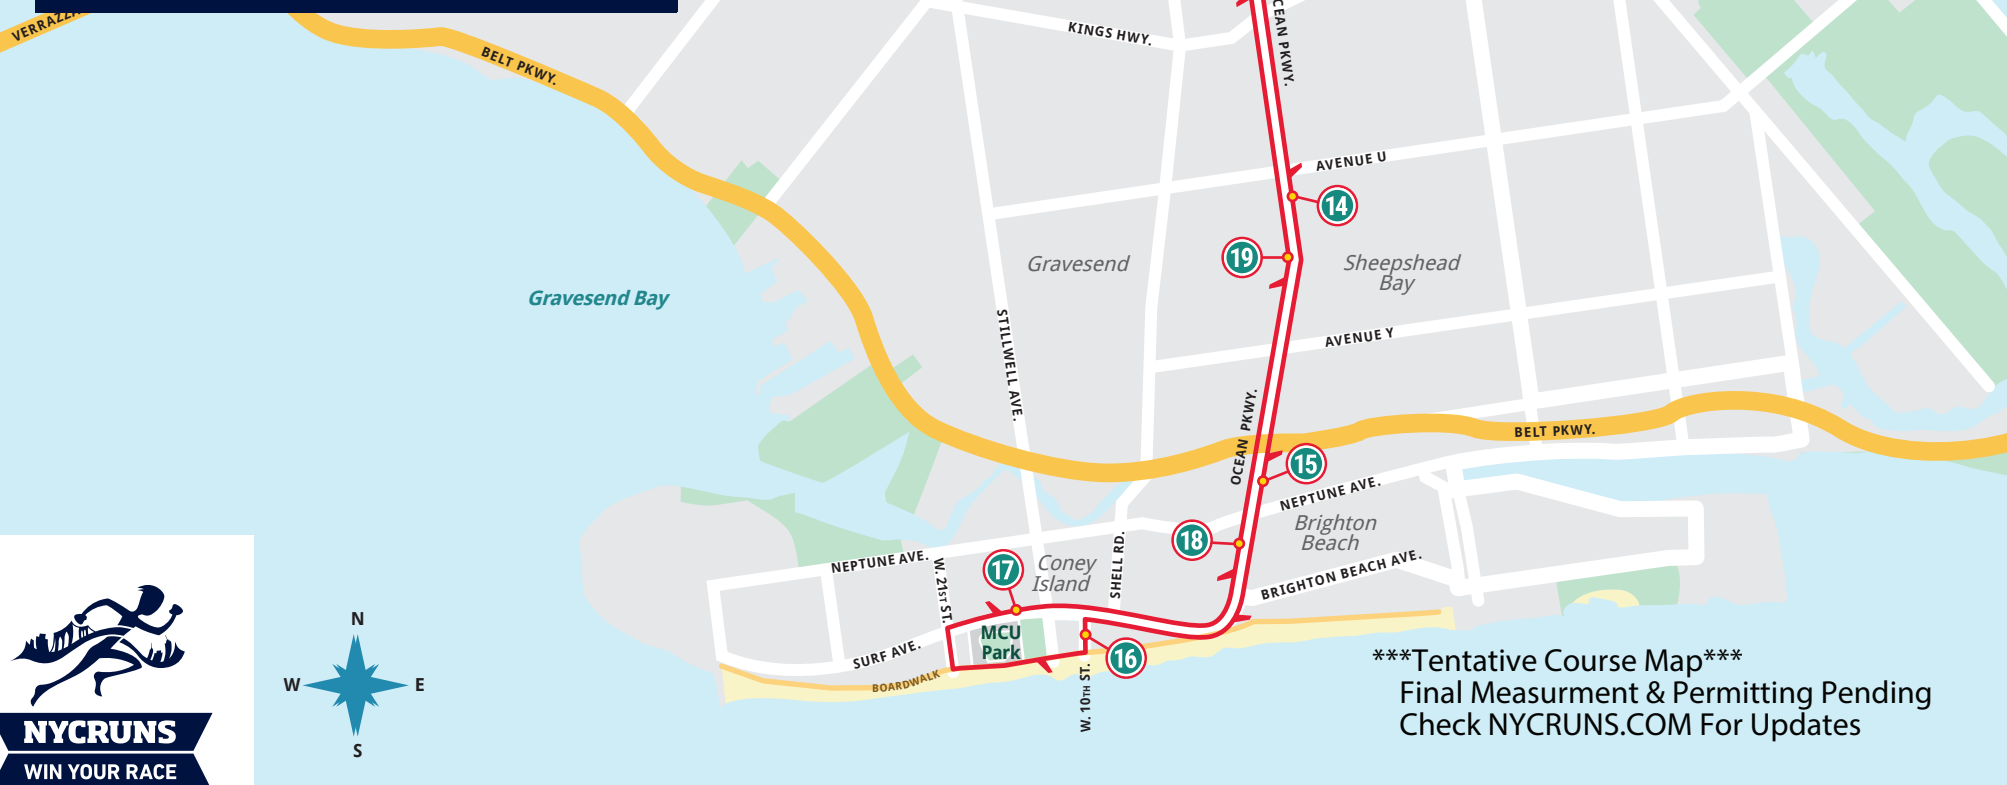 VERRAZZA
BELT PKWY.
KINGS HWY.
CEAN PKWY.
AVENUE U
14
19
Gravesend
Sheepshead
Bay
Gravesend Bay
STILLWELL AVE.
AVENUE Y
OCEAN PKWY.
BELT PKWY.
15
NEPTUNE AVE.
18
Brighton
Beach
NEPTUNE AVE.
W. 21ST ST.
17
Coney
Island
SHELL RD.
BRIGHTON BEACH AVE.
MCU
Park
SURF AVE.
16
BOARDWALK
W. 10TH ST.
N
W
E
S
NYCRUNS
WIN YOUR RACE
***Tentative Course Map***
Final Measurment & Permitting Pending
Check NYCRUNS.COM For Updates